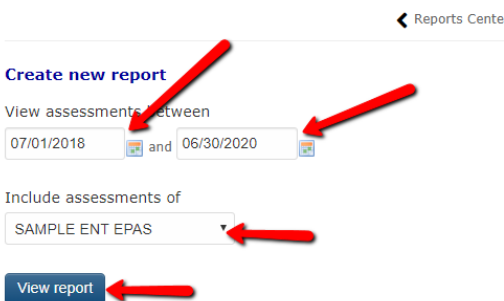 Reports Cente
Create new report
View assessments between
07/01/2018 and 06/30/2020
Include assessments of
SAMPLE ENT EPAS
View report